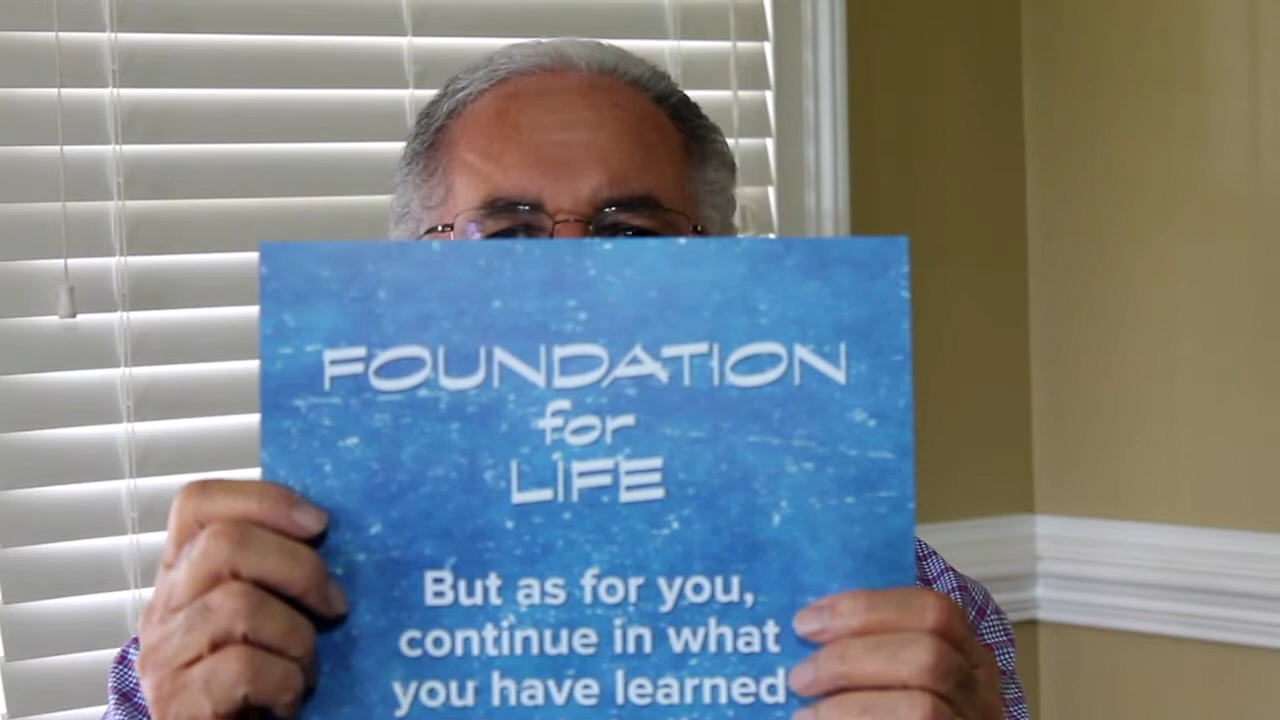 FOUNDATION
for
LIFE
But as for you,
continue in what
you have learned